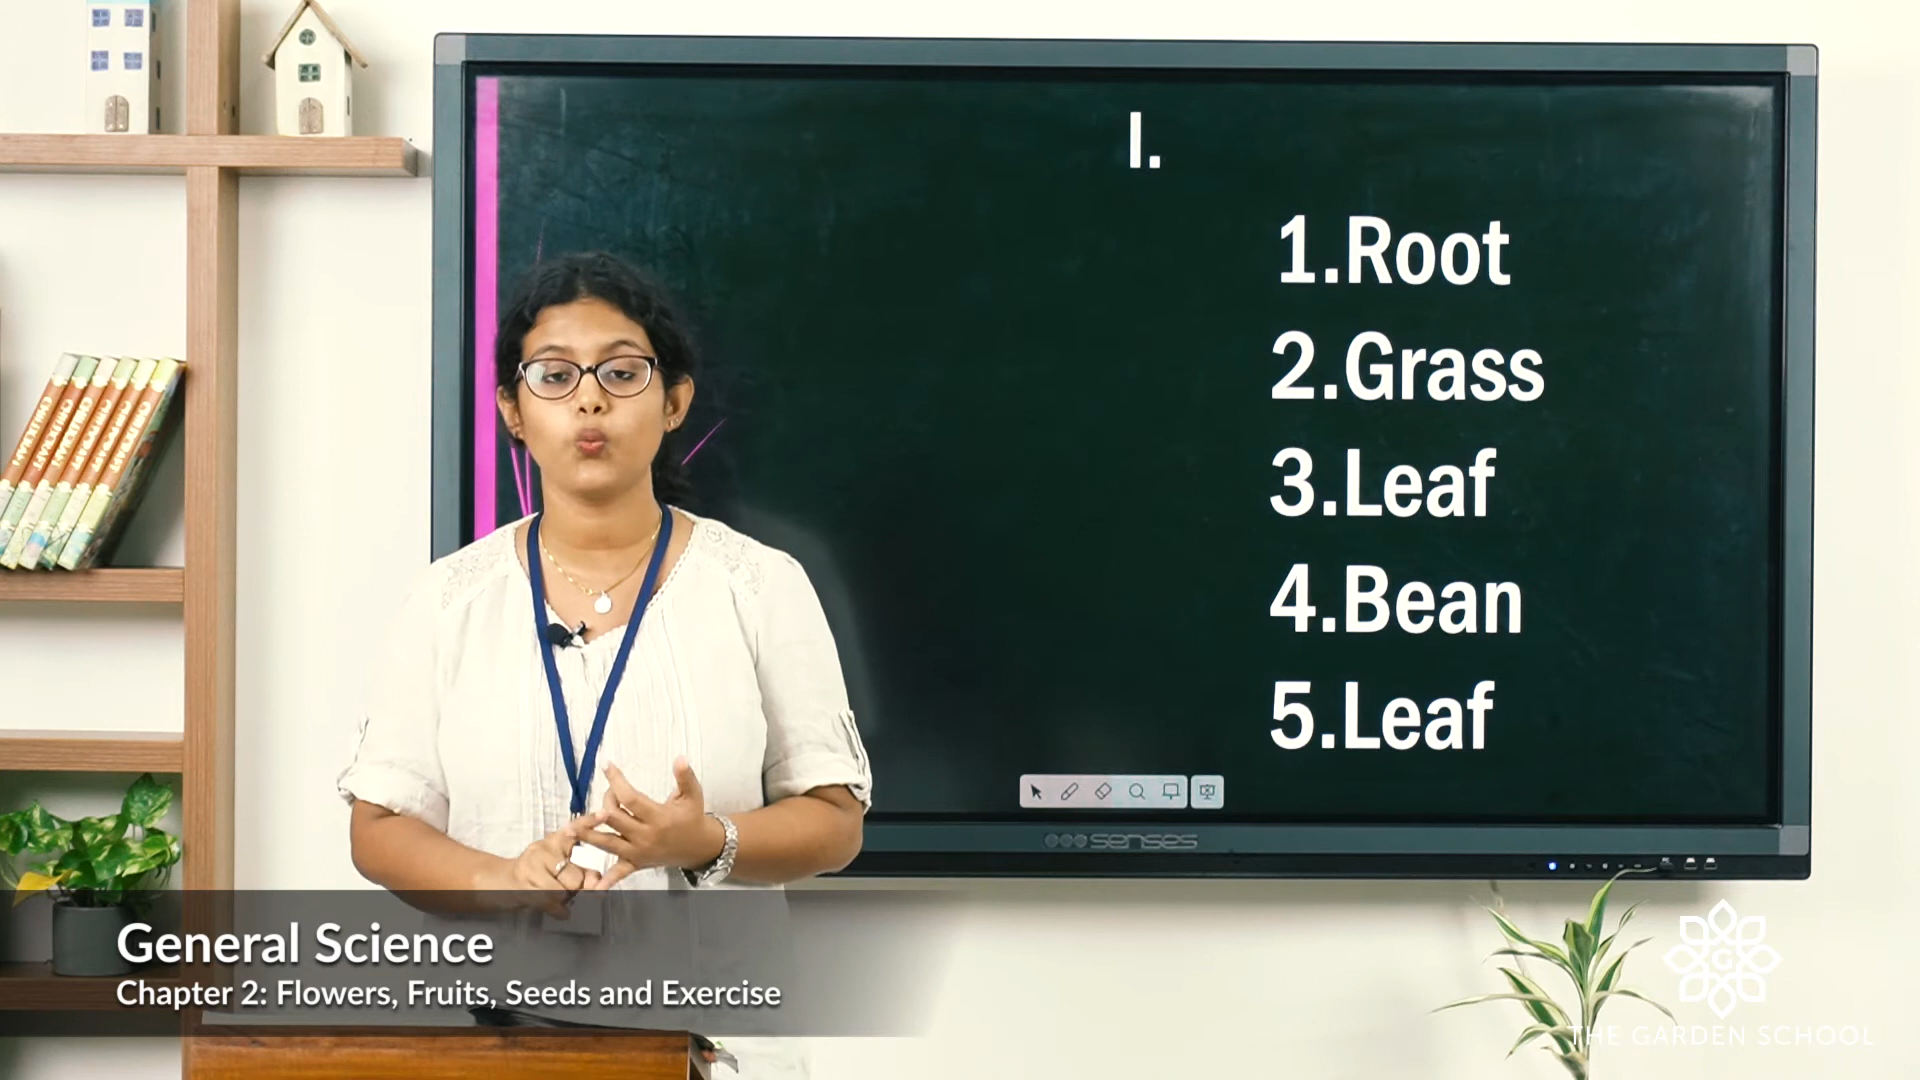 I.
1.Root
2.Grass
3.Leaf
4.Bean
5.Leaf
senses
General Science
Chapter 2: Flowers, Fruits, Seeds and Exercise
G
THE GARDEN SCHOOL